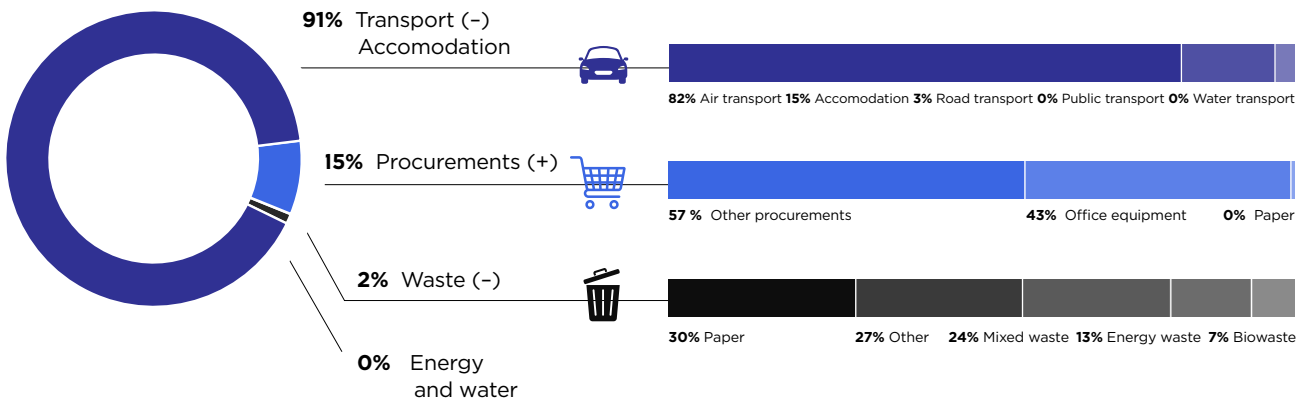 91% Transport (–)
Accomodation
82% Air transport 15% Accomodation 3% Road transport 0% Public transport 0% Water transport
15% Procurements (+)
57 % Other procurements 43% Office equipment 0% Paper
2% Waste (–)
30% Paper 27% Other 24% Mixed waste 13% Energy waste 7% Biowaste
0% Energy
and water